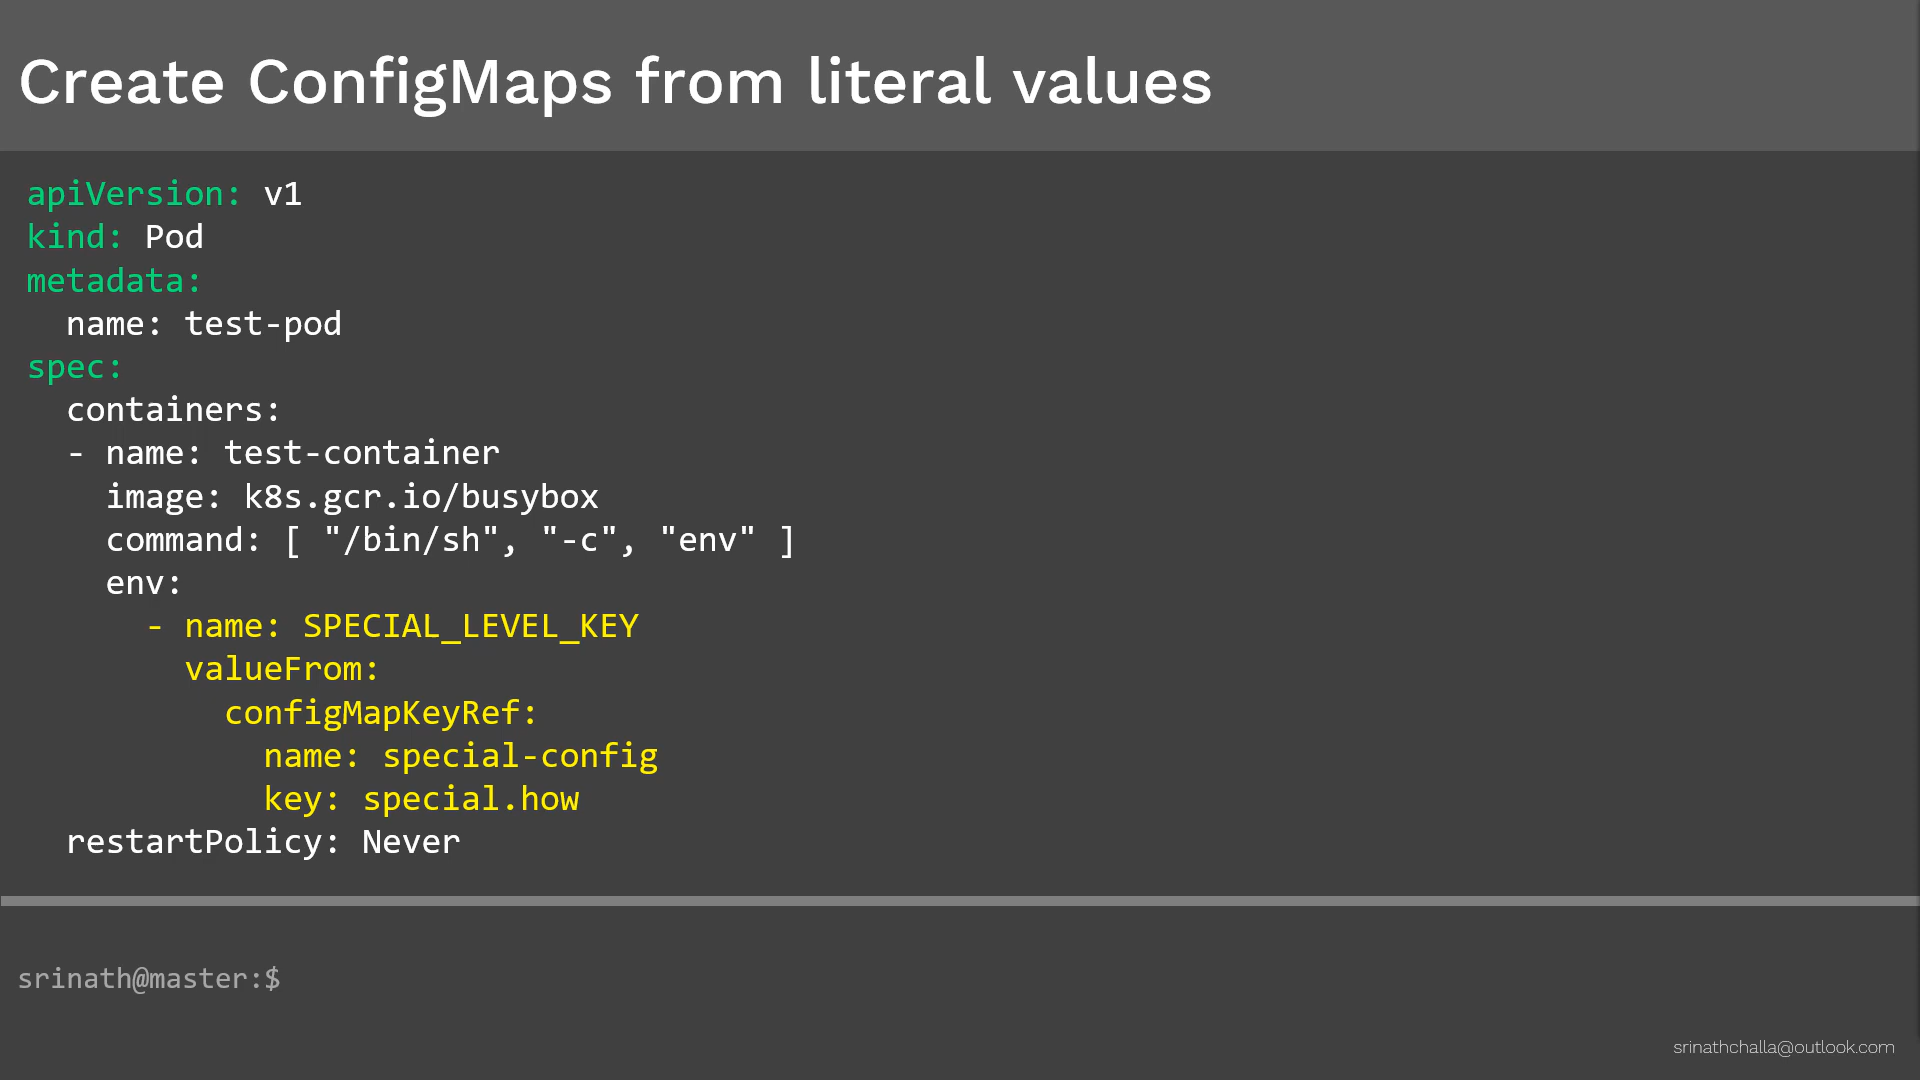 Create ConfigMaps from literal values
apiVersion: v1
kind: Pod
metadata:
  name: test-pod
spec:
  containers:
  - name: test-container
    image: k8s.gcr.io/busybox
    command: [ "/bin/sh", "-c", "env" ]
    env:
      - name: SPECIAL_LEVEL_KEY
        valueFrom:
          configMapKeyRef:
            name: special-config
            key: special.how
  restartPolicy: Never
srinath@master:$
srinathchalla@outlook.com